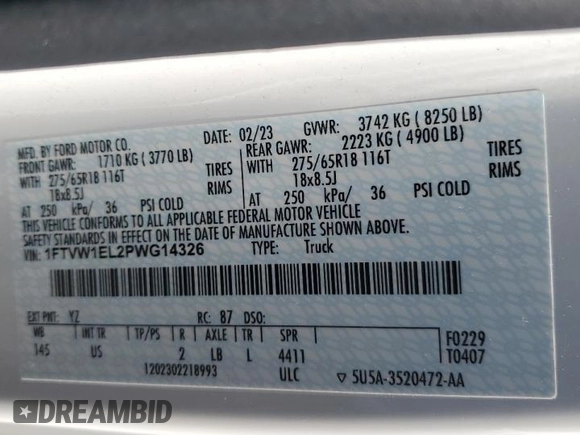 MFD. BY FORD MOTOR CO.
DATE: 02/23 GVWR: 3742 KG ( 8250 LB)
FRONT GAWR: 1710 KG ( 3770 LB) REAR GAWR: 2223 KG ( 4900 LB)
WITH 275/65R18 116T TIRES 275/65R18 116T TIRES
18x8.5J RIMS 18x8.5J RIMS
AT 250 kPa/ 36 PSI COLD AT 250 kPa/ 36 PSI COLD
THIS VEHICLE CONFORMS TO ALL APPLICABLE FEDERAL MOTOR VEHICLE
SAFETY STANDARDS IN EFFECT ON THE DATE OF MANUFACTURE SHOWN ABOVE.
VIN: 1FTVW1EL2PWG14326 TYPE: Truck
EXT PNT: YZ RC: 87 DSO:
WB INT TR TP/PS R AXLE TR SPR F0229
145 US 2 LB L 4411 T0407
1202302218993 ULC ▽ 5U5A-3520472-AA
DREAMBID